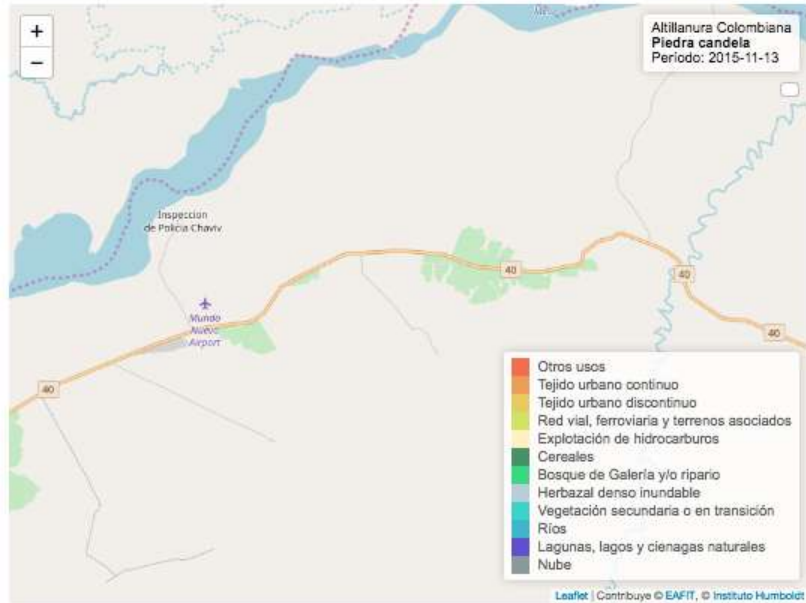 Re.
+
−
Altillanura Colombiana
Piedra candela
Período: 2015-11-13
Inspeccion
de Policia Chaviv
40
40
Mundo
Nuevo
Airport
40
40
Otros usos
Tejido urbano continuo
Tejido urbano discontinuo
Red vial, ferroviaria y terrenos asociados
Explotación de hidrocarburos
Cereales
Bosque de Galería y/o ripario
Herbazal denso inundable
Vegetación secundaria o en transición
Ríos
Lagunas, lagos y cienagas naturales
Nube
Leaflet | Contribuye © EAFIT, © Instituto Humboldt